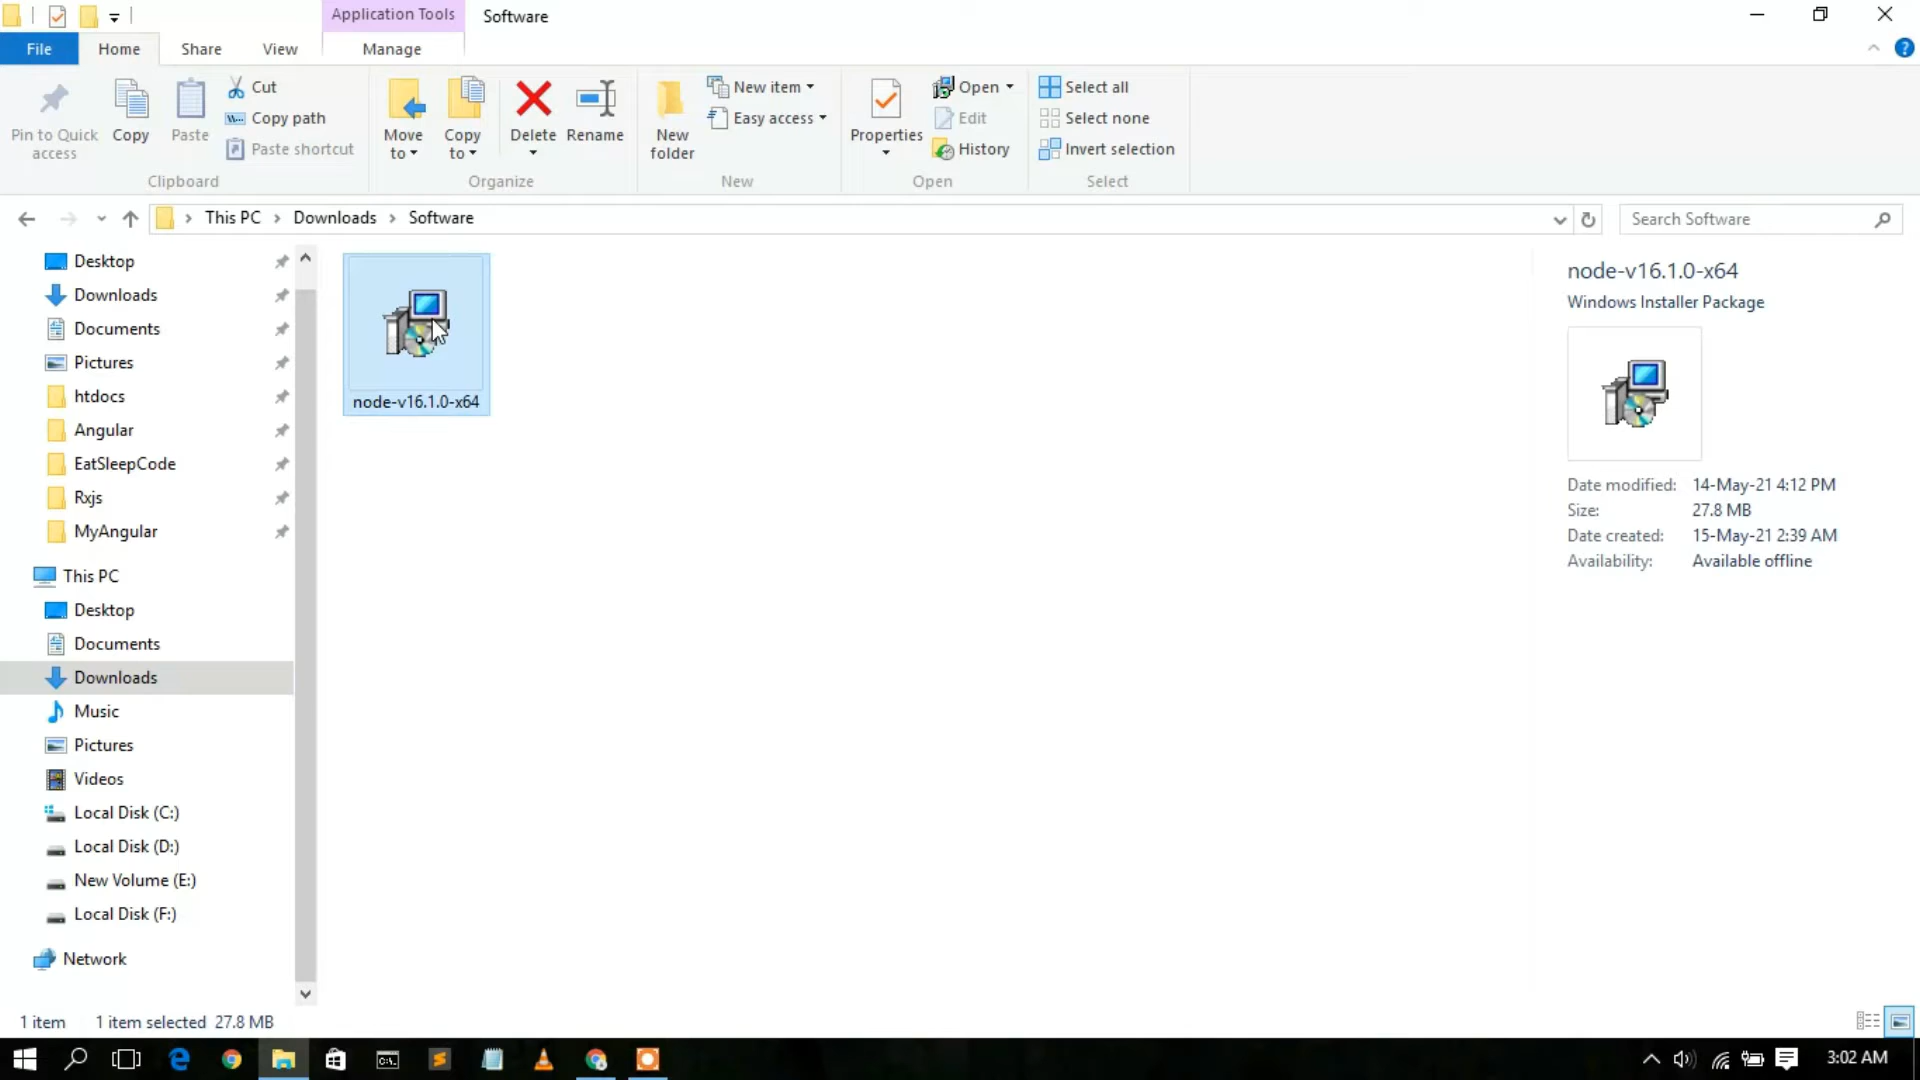 Application Tools
Software
File
Home
Share
View
Manage
Pin to Quick access
Copy
Paste
Cut
Copy path
Paste shortcut
Clipboard
Move to
Copy to
Delete
Rename
Organize
New folder
New item
Easy access
New
Properties
Open
Edit
History
Open
Select all
Select none
Invert selection
Select
This PC
Downloads
Software
Search Software
Desktop
Downloads
Documents
Pictures
htdocs
Angular
EatSleepCode
Rxjs
MyAngular
This PC
Desktop
Documents
Downloads
Music
Pictures
Videos
Local Disk (C:)
Local Disk (D:)
New Volume (E:)
Local Disk (F:)
Network
node-v16.1.0-x64
node-v16.1.0-x64
Windows Installer Package
Date modified: 14-May-21 4:12 PM
Size: 27.8 MB
Date created: 15-May-21 2:39 AM
Availability: Available offline
1 item
1 item selected 27.8 MB
3:02 AM